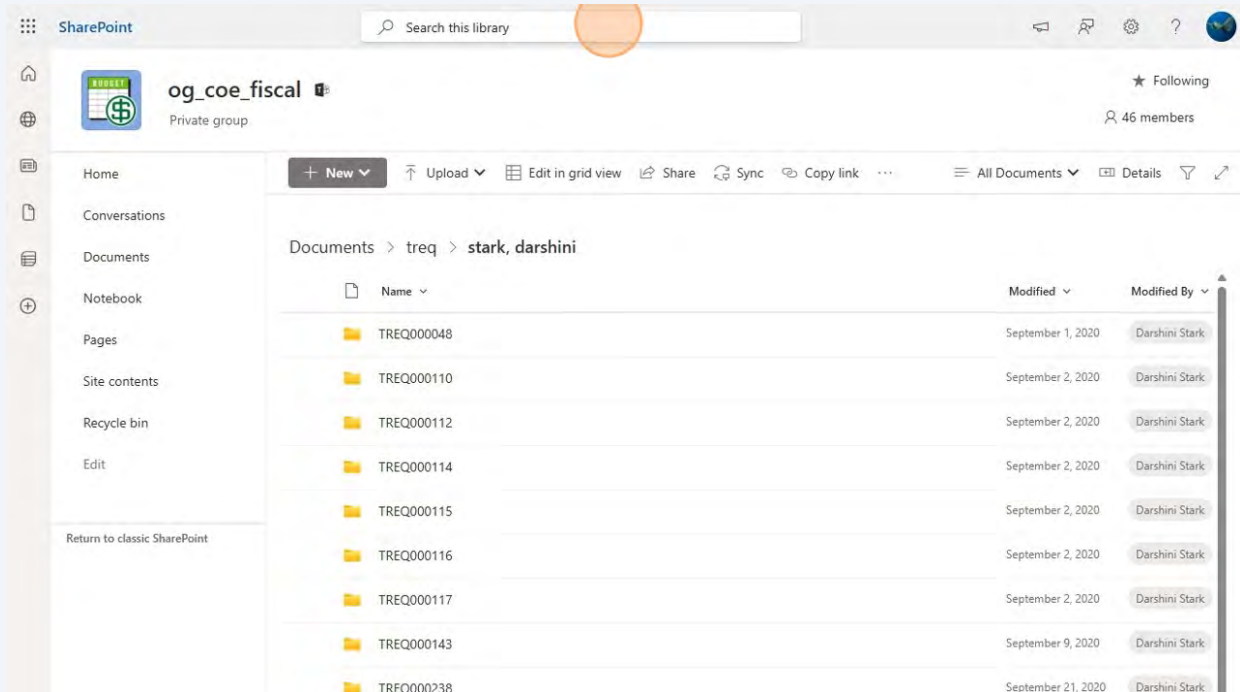 SharePoint
Search this library
?
BUDGET
$
og_coe_fiscal
Private group
Following
46 members
Home
Conversations
Documents
Notebook
Pages
Site contents
Recycle bin
Edit
Return to classic SharePoint
New
Upload
Edit in grid view
Share
Sync
Copy link
...
All Documents
Details
Documents > treq > stark, darshini
Name Modified Modified By
TREQ000048 September 1, 2020 Darshini Stark
TREQ000110 September 2, 2020 Darshini Stark
TREQ000112 September 2, 2020 Darshini Stark
TREQ000114 September 2, 2020 Darshini Stark
TREQ000115 September 2, 2020 Darshini Stark
TREQ000116 September 2, 2020 Darshini Stark
TREQ000117 September 2, 2020 Darshini Stark
TREQ000143 September 9, 2020 Darshini Stark
TREQ000238 September 21, 2020 Darshini Stark